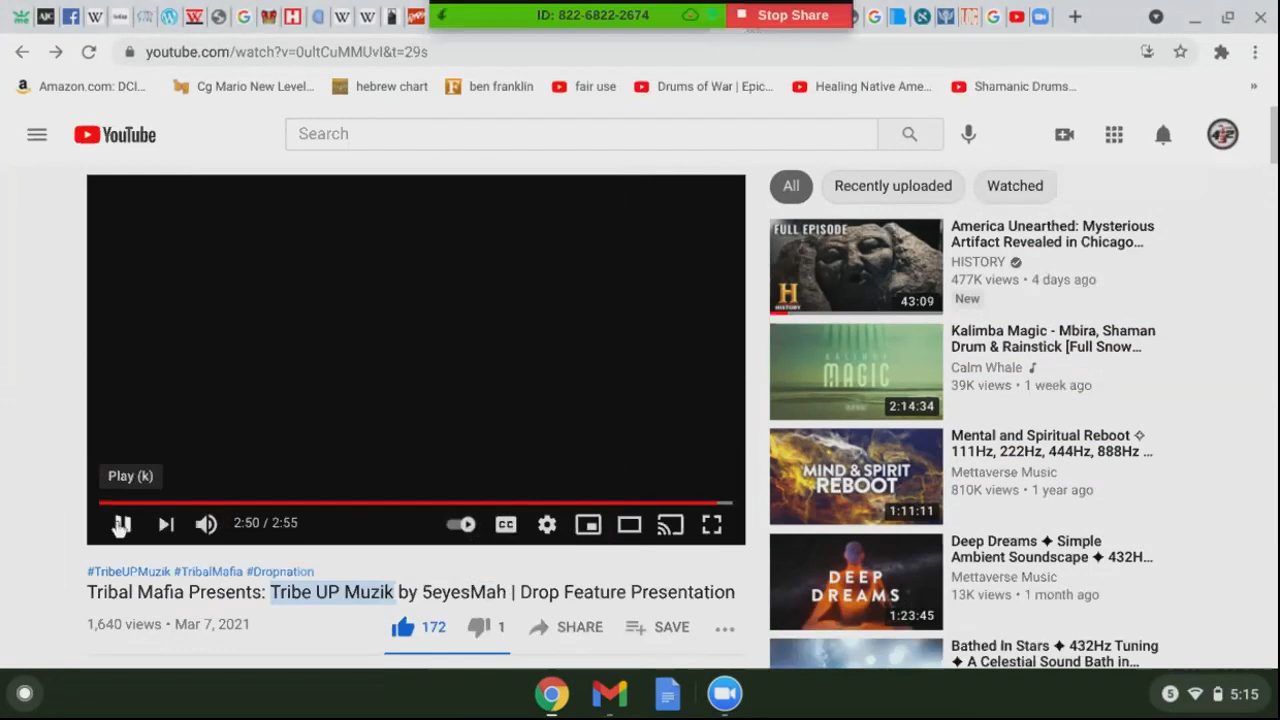 ID: 822-6822-2674
Stop Share
youtube.com/watch?v=0ultCuMMUvI&t=29s
Amazon.com: DCI...
Cg Mario New Level...
hebrew chart
ben franklin
fair use
Drums of War | Epic...
Healing Native Ame...
Shamanic Drums...
»
YouTube
Search
All
Recently uploaded
Watched
FULL EPISODE
43:09
America Unearthed: Mysterious
Artifact Revealed in Chicago...
HISTORY
477K views • 4 days ago
New
KALIMBA
MAGIC
2:14:34
Kalimba Magic - Mbira, Shaman
Drum & Rainstick [Full Snow...
Calm Whale
39K views • 1 week ago
MIND & SPIRIT
REBOOT
1:11:11
Mental and Spiritual Reboot ✧
111Hz, 222Hz, 444Hz, 888Hz ...
Mettaverse Music
810K views • 1 year ago
DEEP
DREAMS
1:23:45
Deep Dreams ✦ Simple
Ambient Soundscape ✦ 432H...
Mettaverse Music
13K views • 1 month ago
Bathed In Stars ✦ 432Hz Tuning
✦ A Celestial Sound Bath in...
Play (k)
2:50 / 2:55
CC
#TribeUPMuzik #TribalMafia #Dropnation
Tribal Mafia Presents: Tribe UP Muzik by 5eyesMah | Drop Feature Presentation
1,640 views • Mar 7, 2021
172
1
SHARE
SAVE
5
5:15